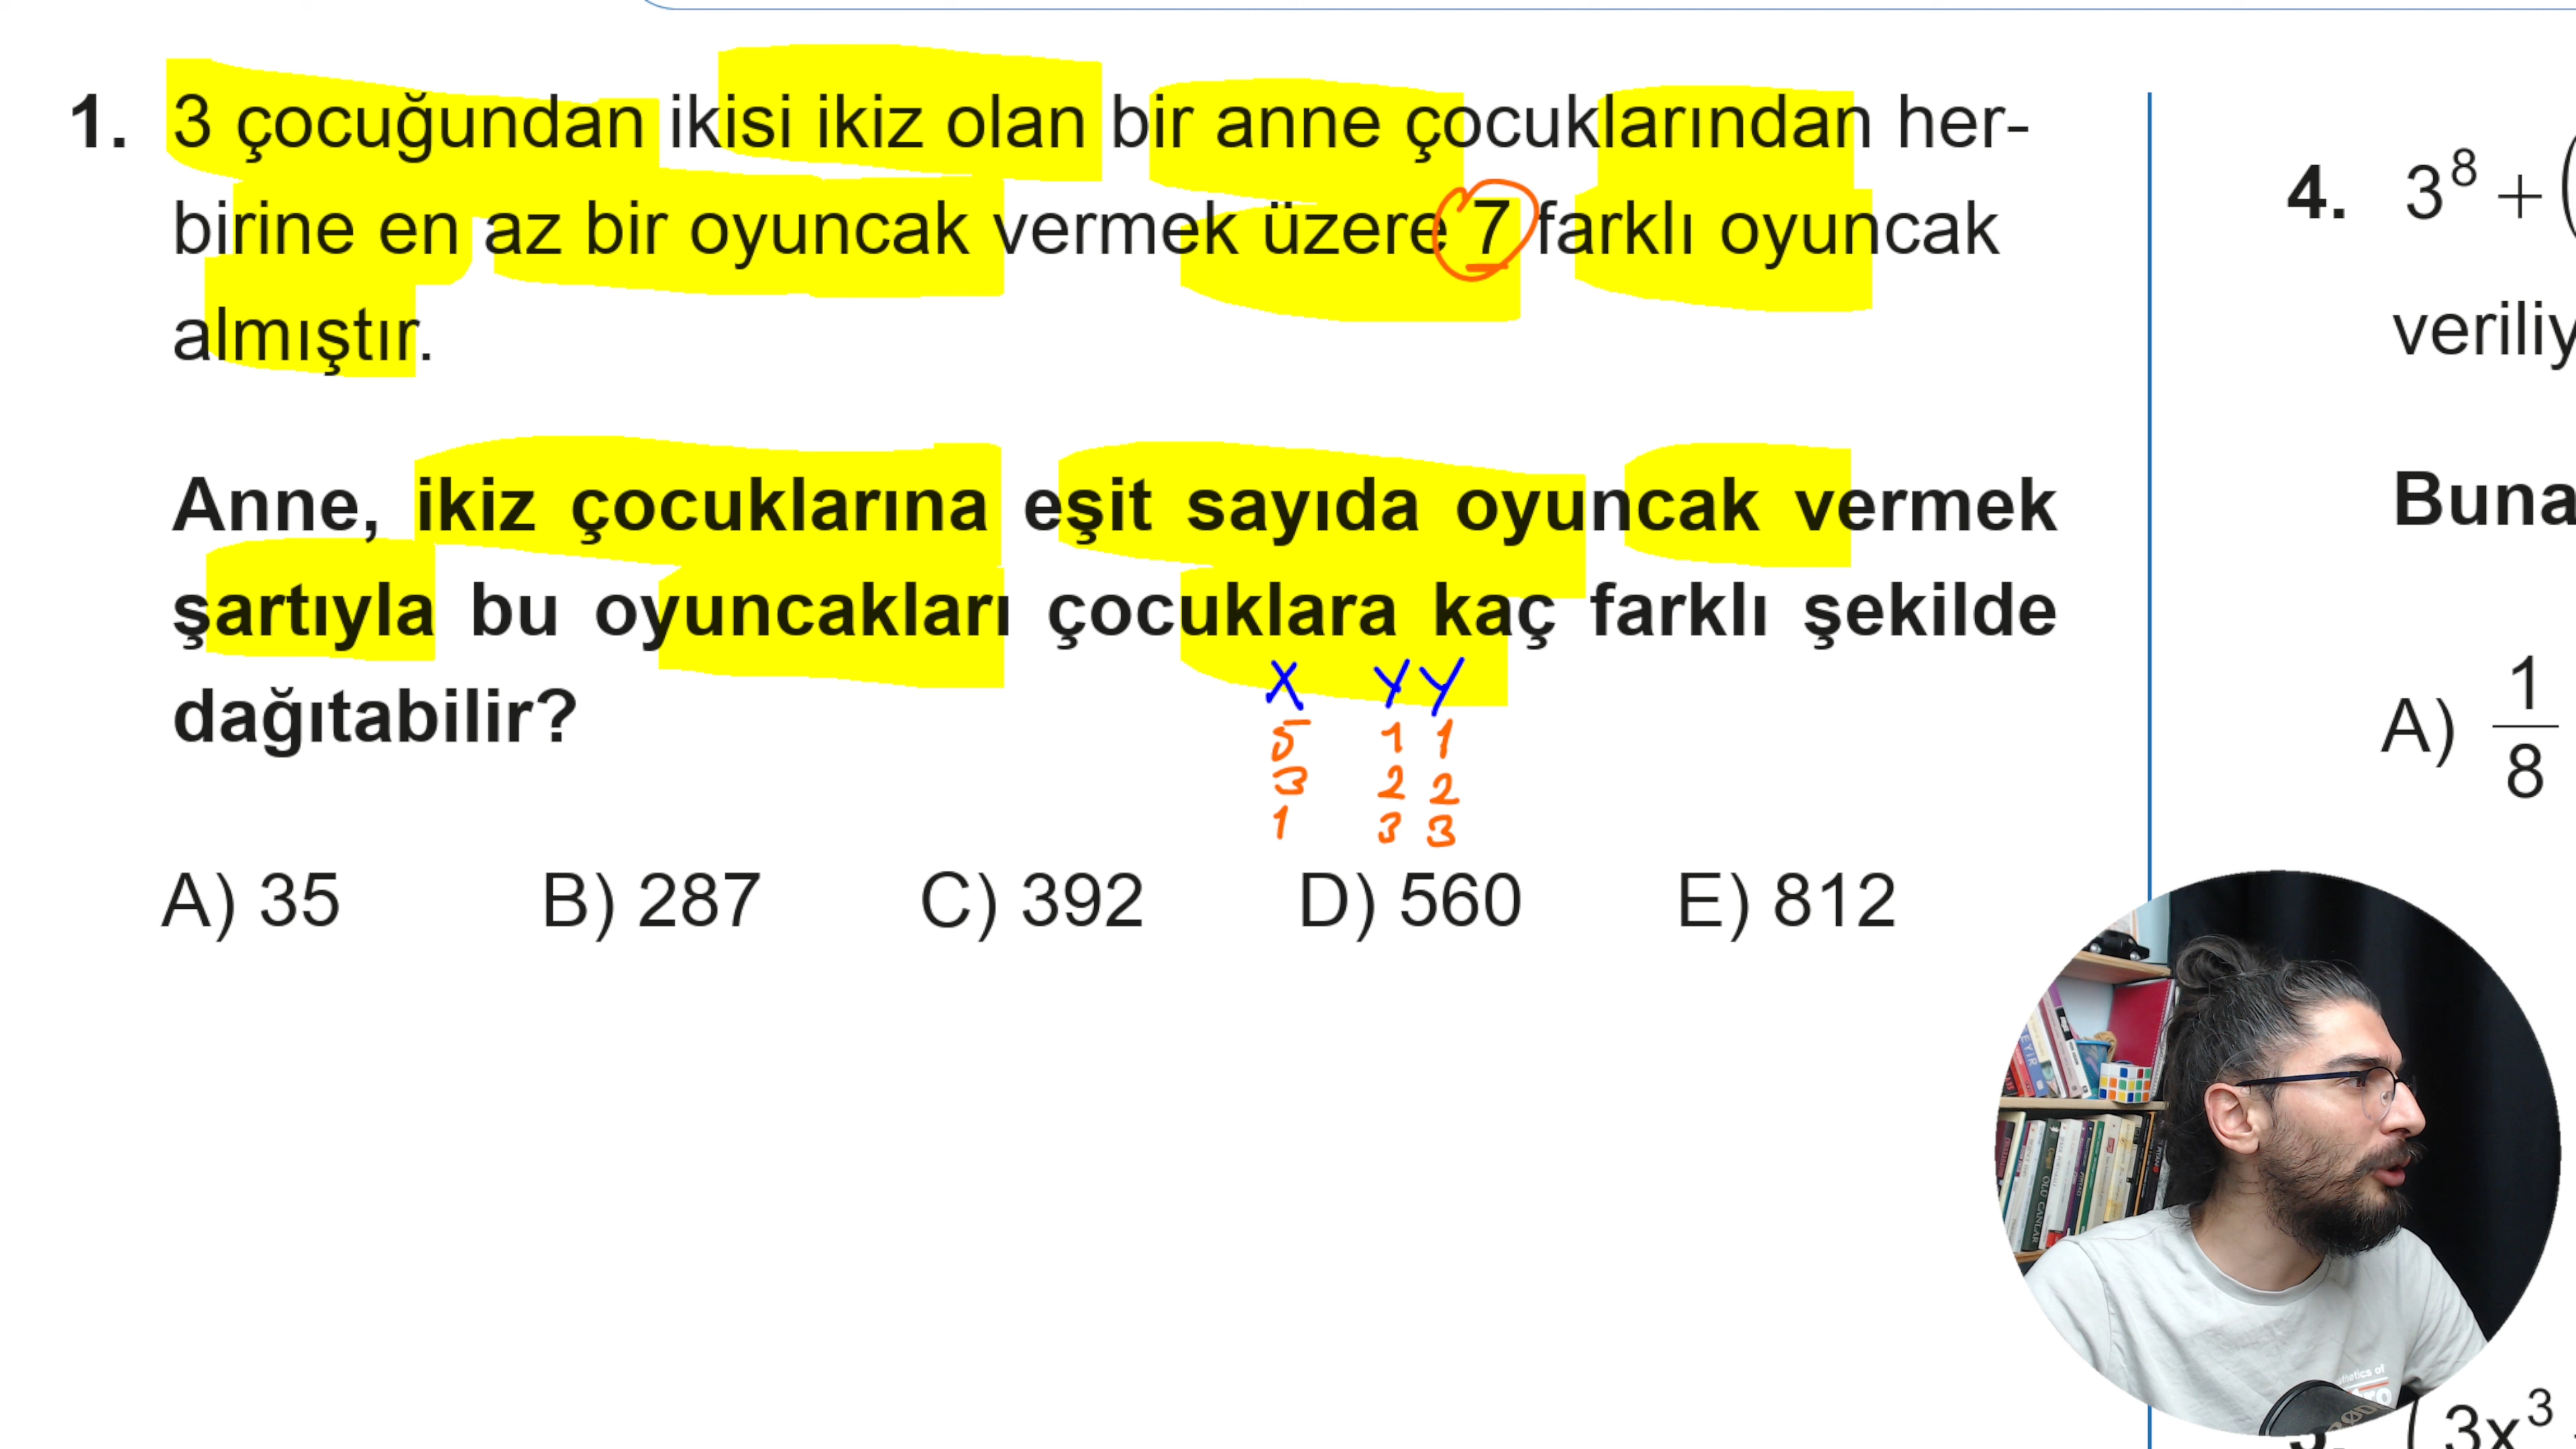 1. 3 çocuğundan ikisi ikiz olan bir anne çocuklarından her-
birine en az bir oyuncak vermek üzere 7 farklı oyuncak
almıştır.
Anne, ikiz çocuklarına eşit sayıda oyuncak vermek
şartıyla bu oyuncakları çocuklara kaç farklı şekilde
dağıtabilir?
X Y Y
5 1 1
3 2 2
1 3 3
A) 35 B) 287 C) 392 D) 560 E) 812
4. 3⁸ + (
veriliy
Buna
A) 1/8
3x³